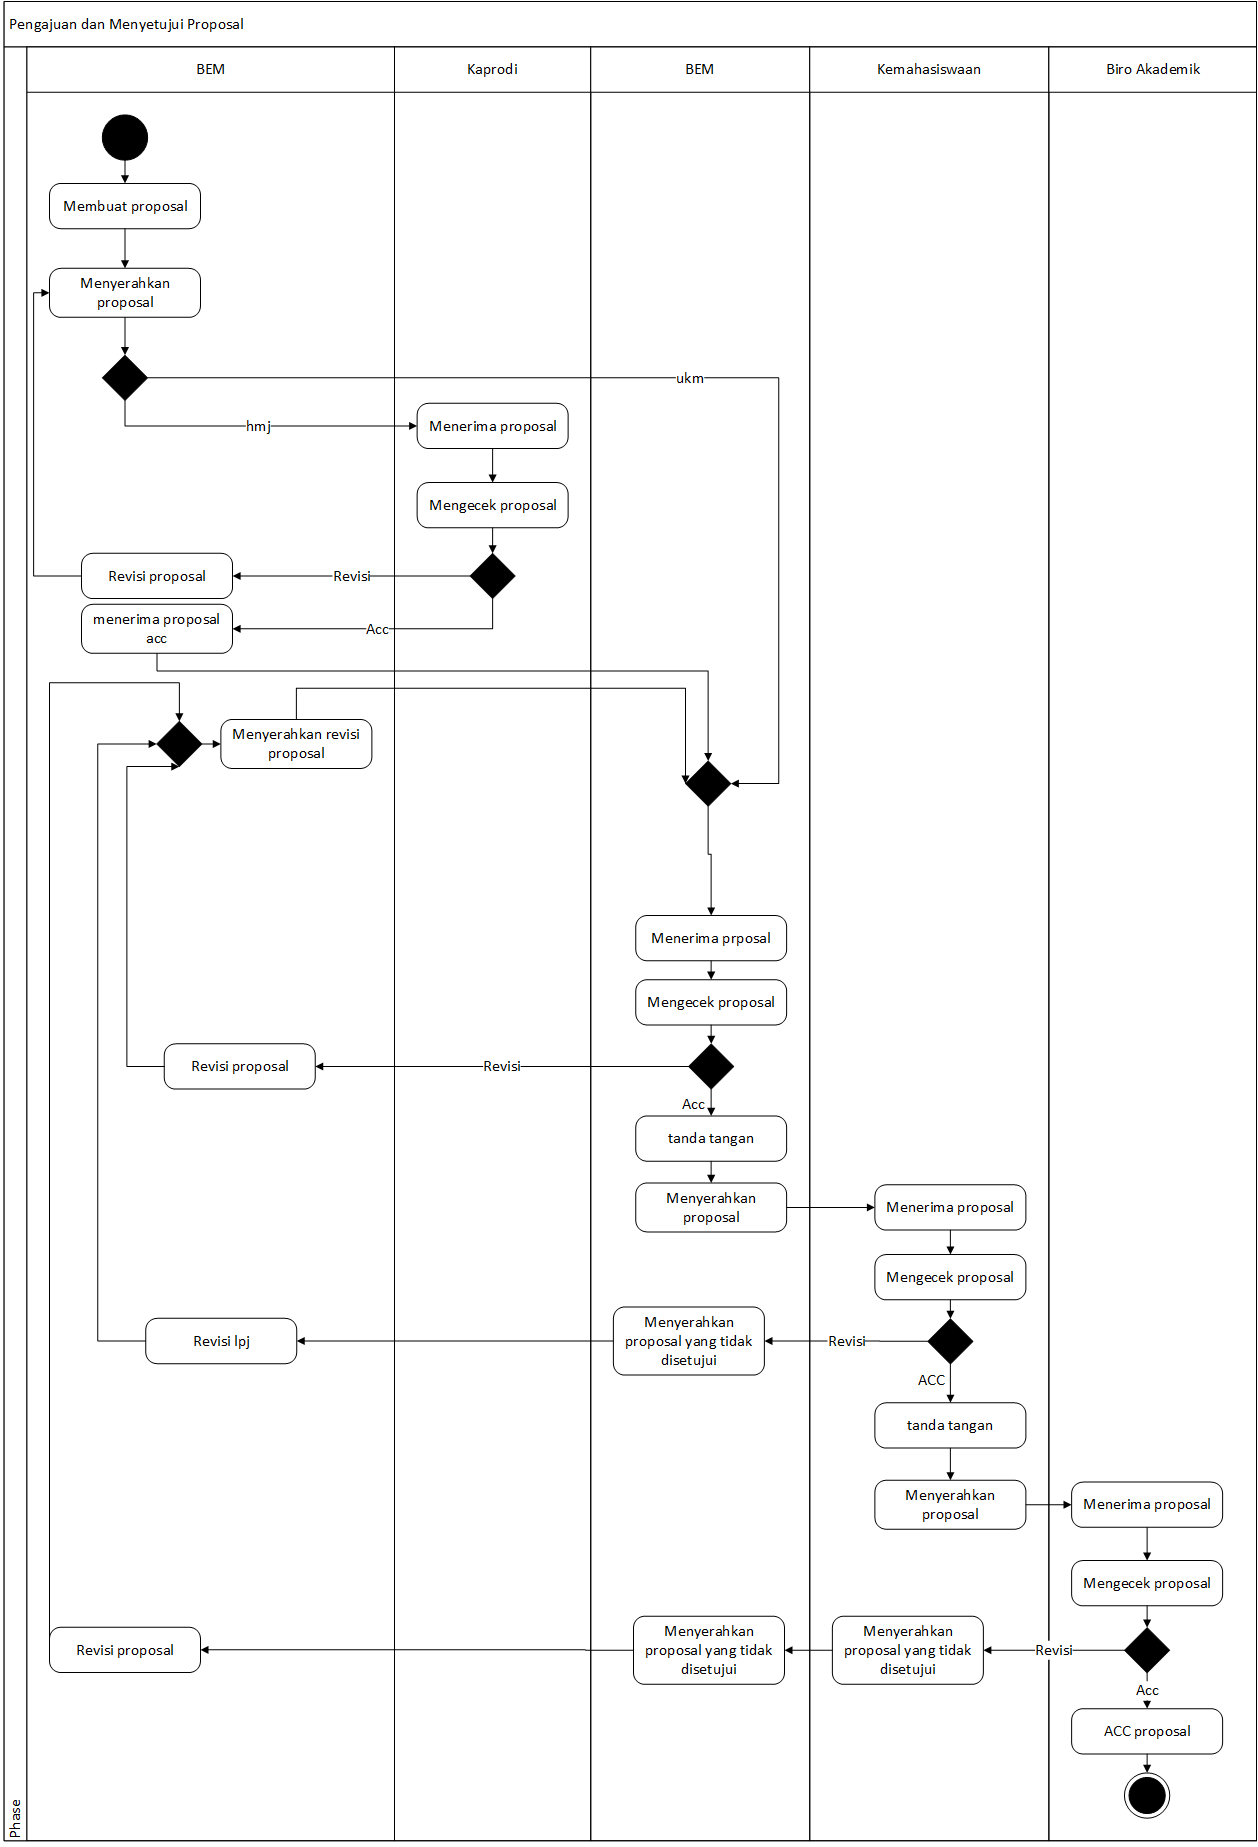 Pengajuan dan Menyetujui Proposal
BEM
Kaprodi
BEM
Kemahasiswaan
Biro Akademik
Membuat proposal
Menyerahkan
proposal
ukm
hmj
Menerima proposal
Mengecek proposal
Revisi proposal
Revisi
menerima proposal
acc
Acc
Menyerahkan revisi
proposal
Menerima prposal
Mengecek proposal
Revisi proposal
Revisi
Acc
tanda tangan
Menyerahkan
proposal
Menerima proposal
Mengecek proposal
Revisi lpj
Menyerahkan
proposal yang tidak
disetujui
Revisi
ACC
tanda tangan
Menyerahkan
proposal
Menerima proposal
Mengecek proposal
Revisi proposal
Menyerahkan
proposal yang tidak
disetujui
Menyerahkan
proposal yang tidak
disetujui
Revisi
Acc
ACC proposal
Phase